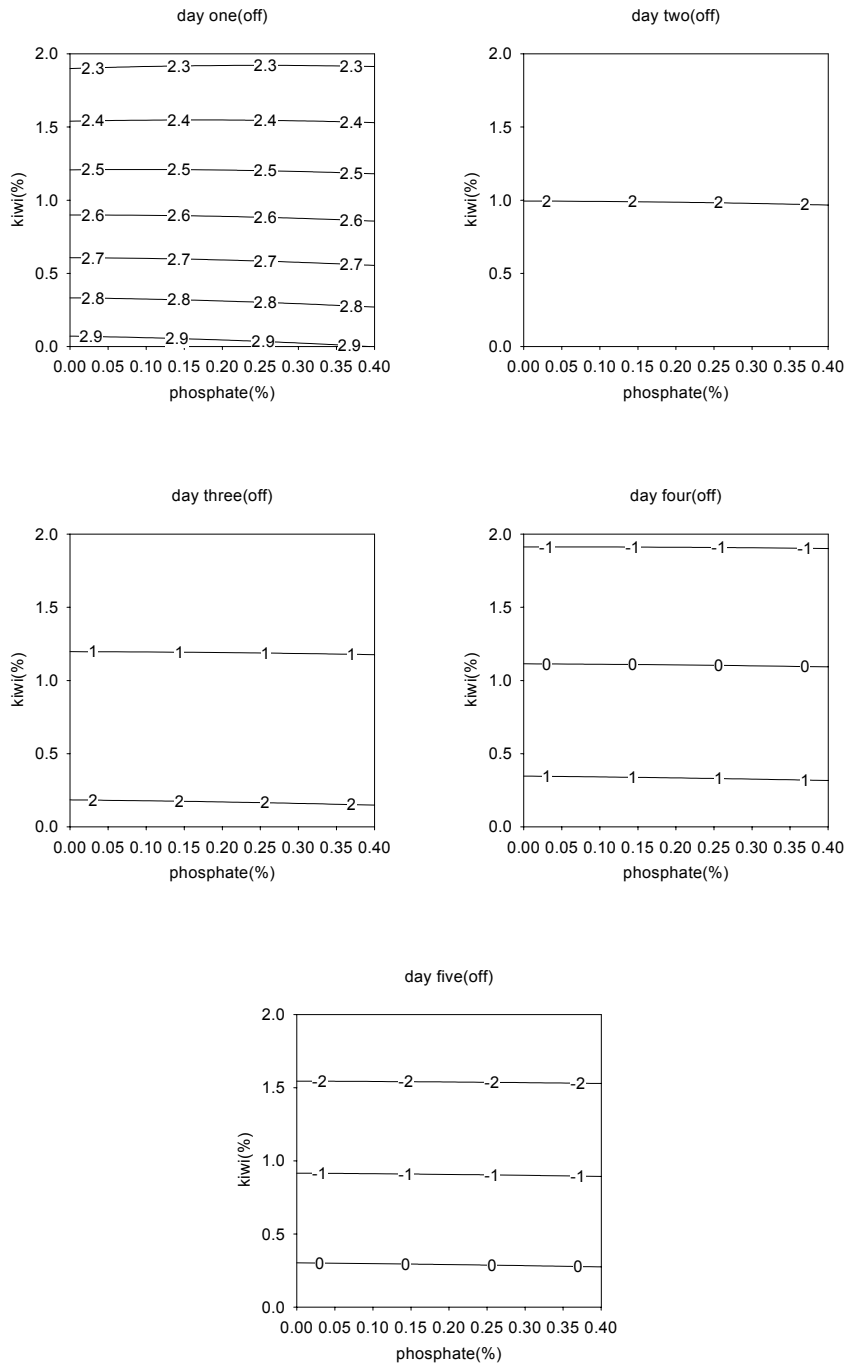 day one(off)
2.0
1.5
1.0
0.5
0.0
kiwi(%)
2.3 2.3 2.3 2.3
2.4 2.4 2.4 2.4
2.5 2.5 2.5 2.5
2.6 2.6 2.6 2.6
2.7 2.7 2.7 2.7
2.8 2.8 2.8 2.8
2.9 2.9 2.9 2.9
0.00 0.05 0.10 0.15 0.20 0.25 0.30 0.35 0.40
phosphate(%)
day two(off)
2.0
1.5
1.0
0.5
0.0
kiwi(%)
2 2 2 2
0.00 0.05 0.10 0.15 0.20 0.25 0.30 0.35 0.40
phosphate(%)
day three(off)
2.0
1.5
1.0
0.5
0.0
kiwi(%)
1 1 1 1
2 2 2 2
0.00 0.05 0.10 0.15 0.20 0.25 0.30 0.35 0.40
phosphate(%)
day four(off)
2.0
1.5
1.0
0.5
0.0
kiwi(%)
-1 -1 -1 -1
0 0 0 0
1 1 1 1
0.00 0.05 0.10 0.15 0.20 0.25 0.30 0.35 0.40
phosphate(%)
day five(off)
2.0
1.5
1.0
0.5
0.0
kiwi(%)
-2 -2 -2 -2
-1 -1 -1 -1
0 0 0 0
0.00 0.05 0.10 0.15 0.20 0.25 0.30 0.35 0.40
phosphate(%)